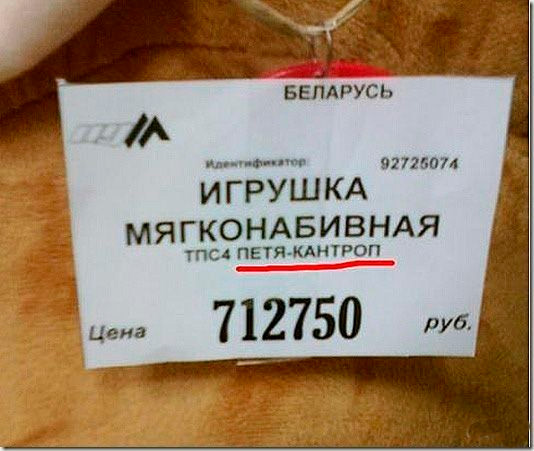 БЕЛАРУСЬ
Идентификатор: 92725074
ИГРУШКА
МЯГКОНАБИВНАЯ
ТПС4 ПЕТЯ-КАНТРОП
Цена 712750 руб.